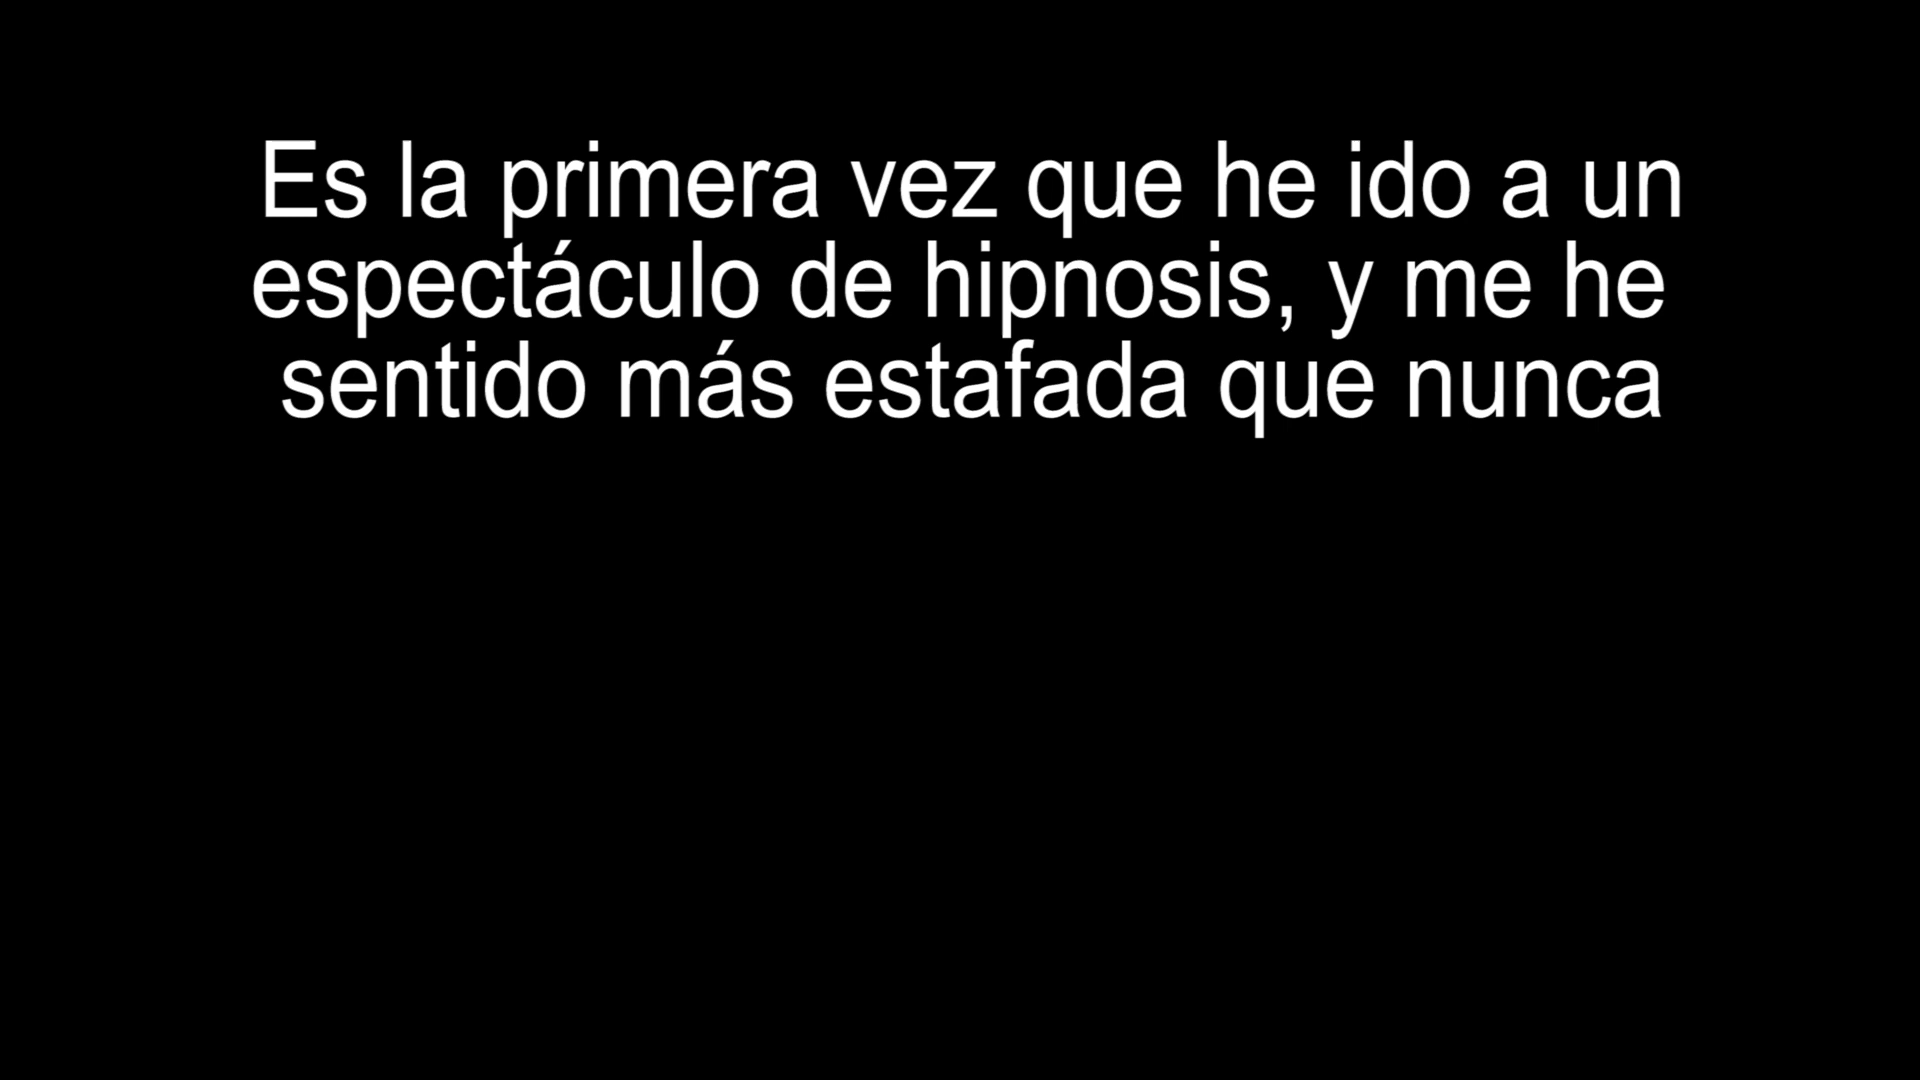 Es la primera vez que he ido a un
espectáculo de hipnosis, y me he
sentido más estafada que nunca